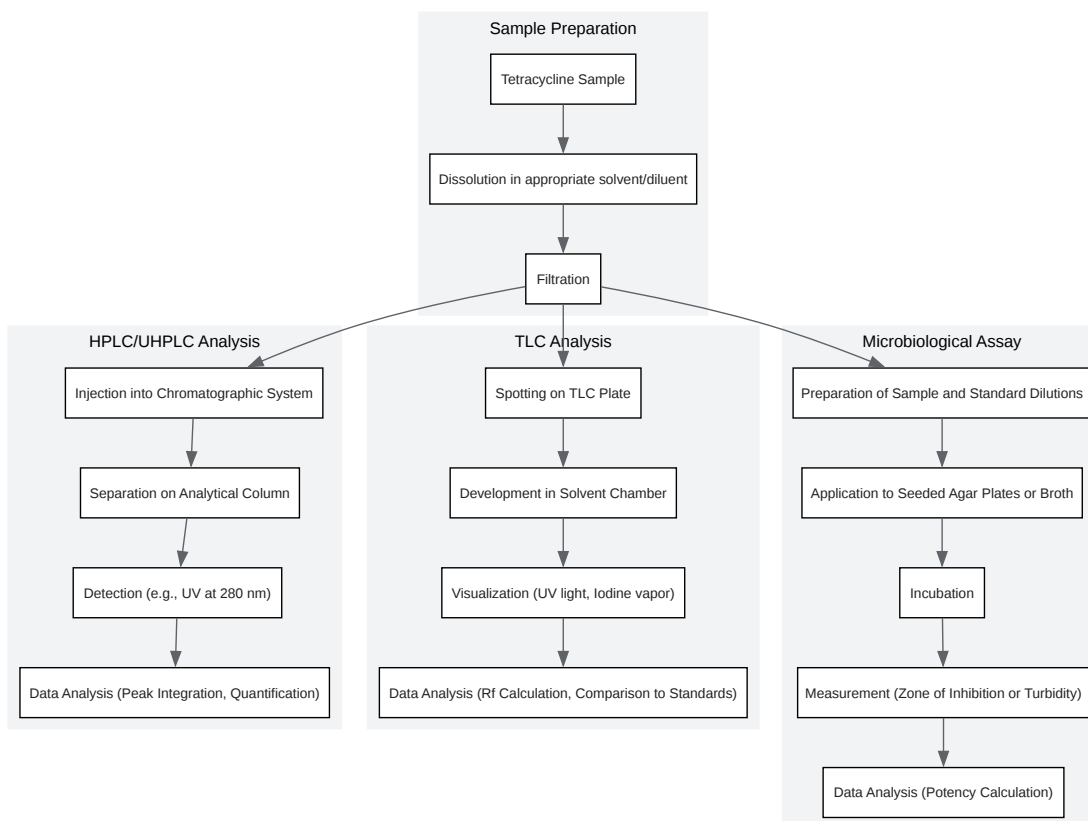 Sample Preparation
Tetracycline Sample
Dissolution in appropriate solvent/diluent
Filtration
HPLC/UHPLC Analysis
Injection into Chromatographic System
Separation on Analytical Column
Detection (e.g., UV at 280 nm)
Data Analysis (Peak Integration, Quantification)
TLC Analysis
Spotting on TLC Plate
Development in Solvent Chamber
Visualization (UV light, Iodine vapor)
Data Analysis (Rf Calculation, Comparison to Standards)
Microbiological Assay
Preparation of Sample and Standard Dilutions
Application to Seeded Agar Plates or Broth
Incubation
Measurement (Zone of Inhibition or Turbidity)
Data Analysis (Potency Calculation)